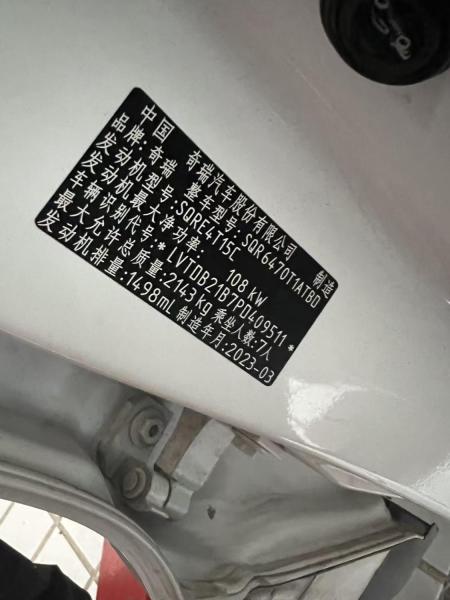 中国 奇瑞汽车股份有限公司 制造
品牌:奇瑞 整车型号:SQR6470T1ATBD
发动机型号:SQRE4T15C
发动机最大净功率: 108 kW
车辆识别代号:*LVTDB21B7PD409511*
最大允许总质量:2143 kg 乘坐人数:7人
发动机排量:1498mL 制造年月:2023-03